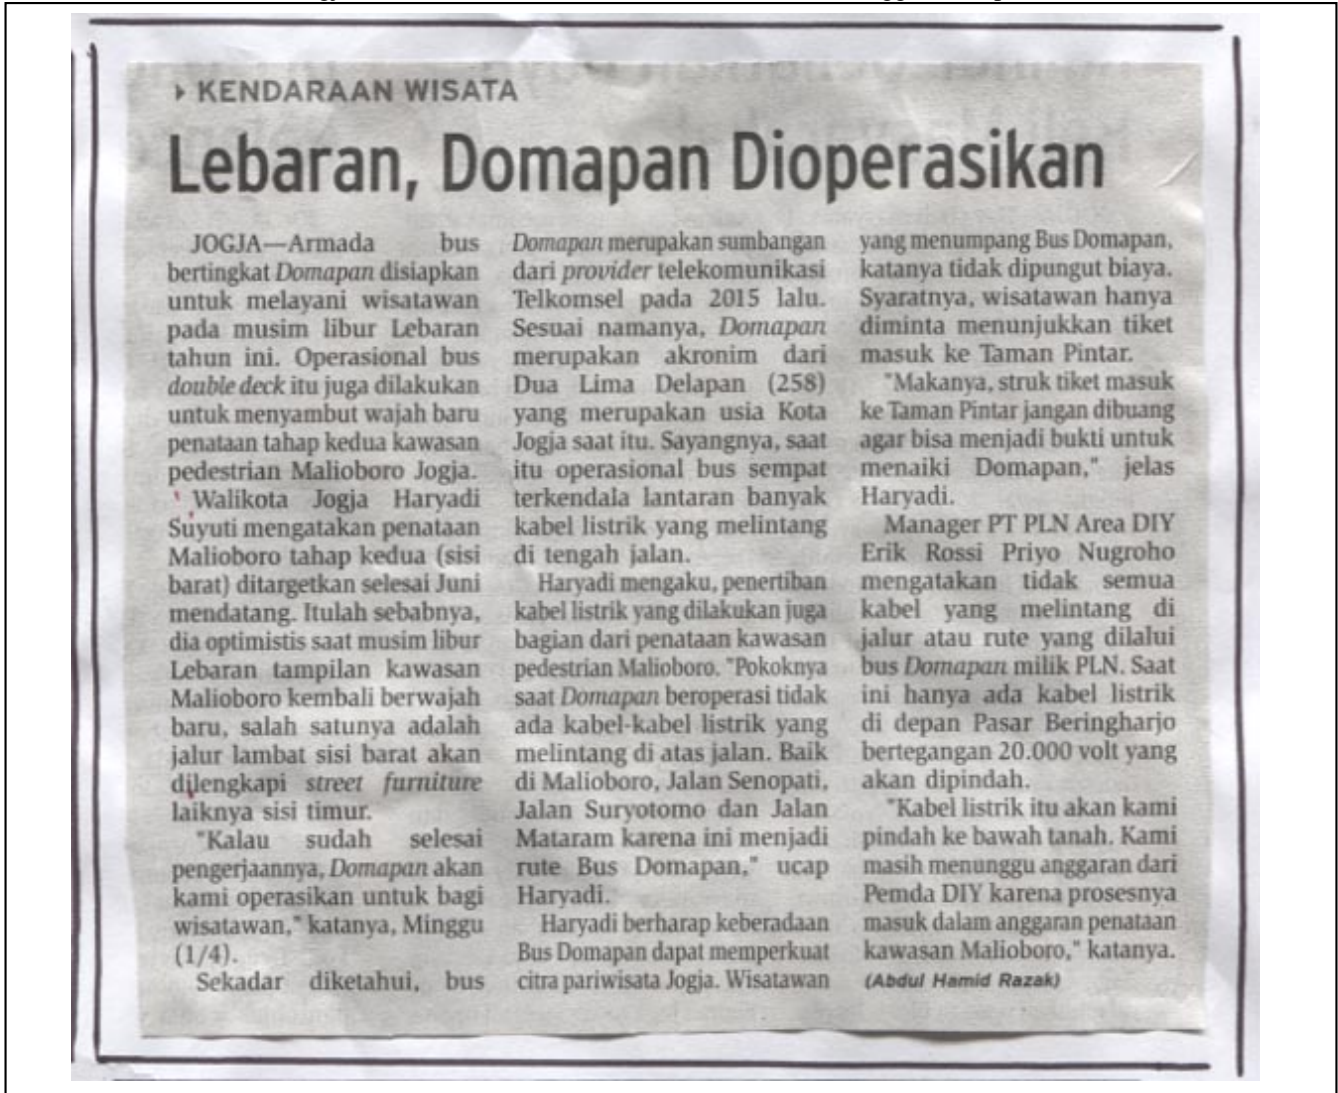 KENDARAAN WISATA
Lebaran, Domapan Dioperasikan
JOGJA—Armada bus
bertingkat Domapan disiapkan
untuk melayani wisatawan
pada musim libur Lebaran
tahun ini. Operasional bus
double deck itu juga dilakukan
untuk menyambut wajah baru
penataan tahap kedua kawasan
pedestrian Malioboro Jogja.
Walikota Jogja Haryadi
Suyuti mengatakan penataan
Malioboro tahap kedua (sisi
barat) ditargetkan selesai Juni
mendatang. Itulah sebabnya,
dia optimistis saat musim libur
Lebaran tampilan kawasan
Malioboro kembali berwajah
baru, salah satunya adalah
jalur lambat sisi barat akan
dilengkapi street furniture
laiknya sisi timur.
"Kalau sudah selesai
pengerjaannya, Domapan akan
kami operasikan untuk bagi
wisatawan," katanya, Minggu
(1/4).
Sekadar diketahui, bus
Domapan merupakan sumbangan
dari provider telekomunikasi
Telkomsel pada 2015 lalu.
Sesuai namanya, Domapan
merupakan akronim dari
Dua Lima Delapan (258)
yang merupakan usia Kota
Jogja saat itu. Sayangnya, saat
itu operasional bus sempat
terkendala lantaran banyak
kabel listrik yang melintang
di tengah jalan.
Haryadi mengaku, penertiban
kabel listrik yang dilakukan juga
bagian dari penataan kawasan
pedestrian Malioboro. "Pokoknya
saat Domapan beroperasi tidak
ada kabel-kabel listrik yang
melintang di atas jalan. Baik
di Malioboro, Jalan Senopati,
Jalan Suryotomo dan Jalan
Mataram karena ini menjadi
rute Bus Domapan," ucap
Haryadi.
Haryadi berharap keberadaan
Bus Domapan dapat memperkuat
citra pariwisata Jogja. Wisatawan
yang menumpang Bus Domapan,
katanya tidak dipungut biaya.
Syaratnya, wisatawan hanya
diminta menunjukkan tiket
masuk ke Taman Pintar.
"Makanya, struk tiket masuk
ke Taman Pintar jangan dibuang
agar bisa menjadi bukti untuk
menaiki Domapan," jelas
Haryadi.
Manager PT PLN Area DIY
Erik Rossi Priyo Nugroho
mengatakan tidak semua
kabel yang melintang di
jalur atau rute yang dilalui
bus Domapan milik PLN. Saat
ini hanya ada kabel listrik
di depan Pasar Beringharjo
bertegangan 20.000 volt yang
akan dipindah.
"Kabel listrik itu akan kami
pindah ke bawah tanah. Kami
masih menunggu anggaran dari
Pemda DIY karena prosesnya
masuk dalam anggaran penataan
kawasan Malioboro," katanya.
(Abdul Hamid Razak)